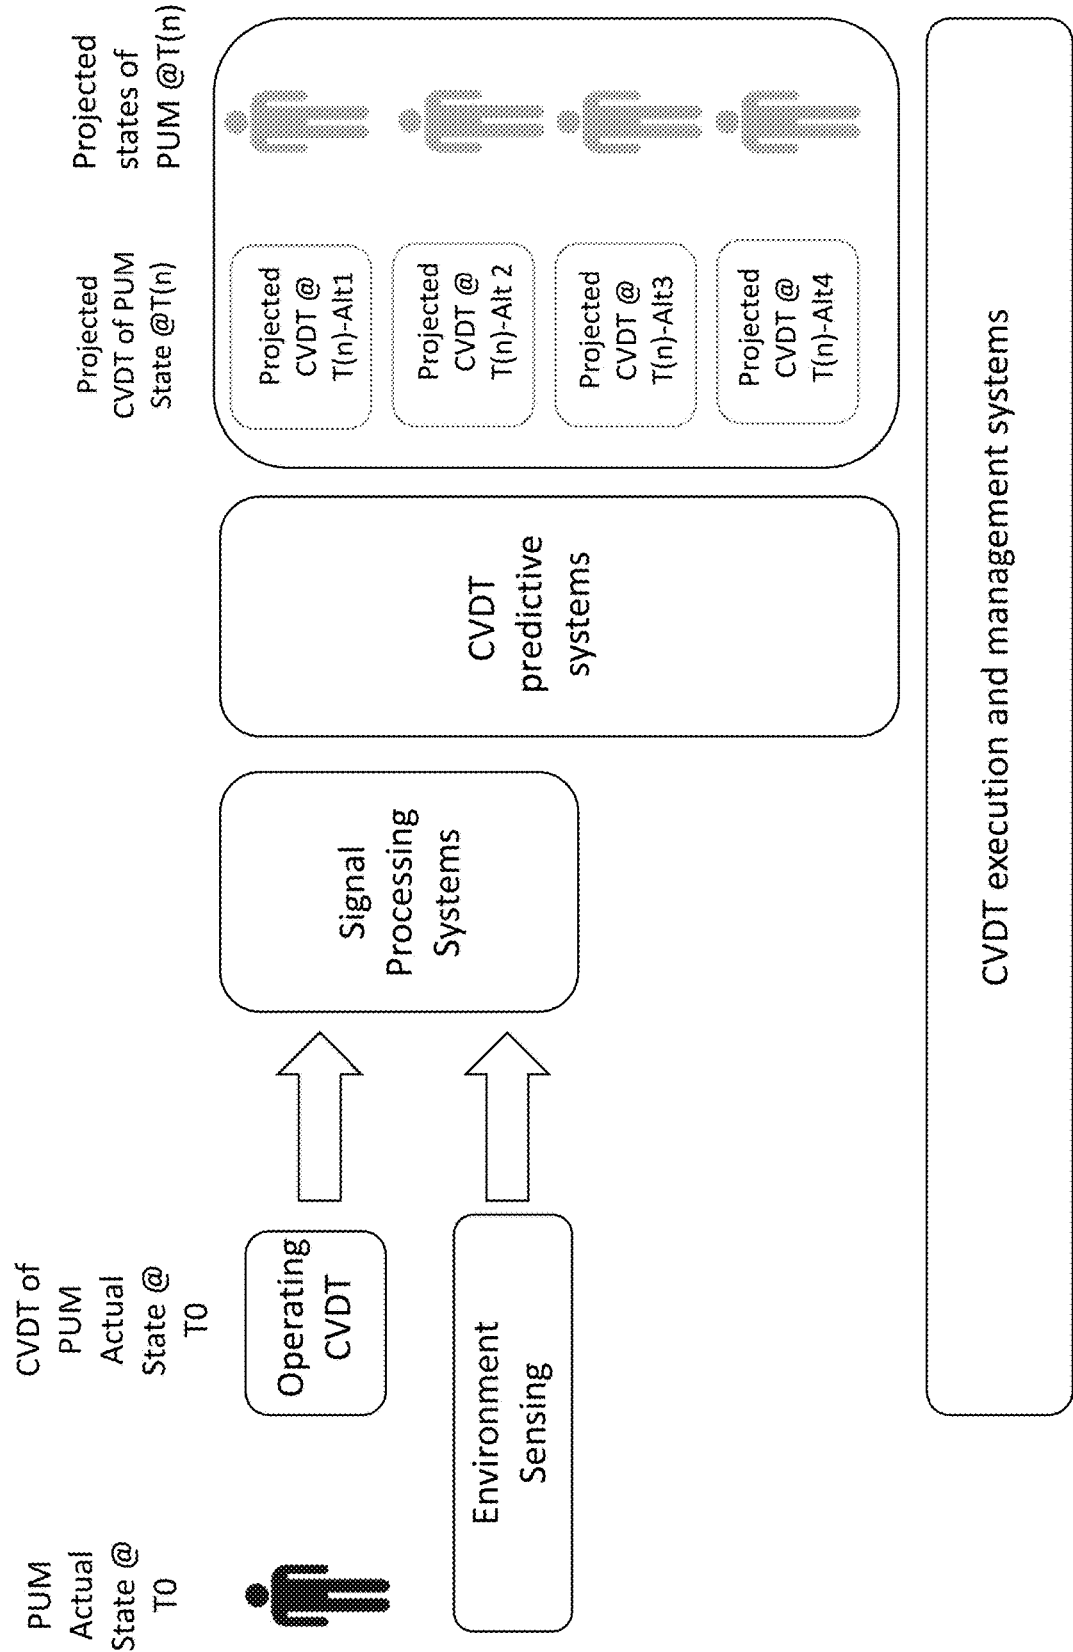 PUM
Actual
State @
T0
CVDT of
PUM
Actual
State @
T0
Projected
CVDT of PUM
State @T(n)
Projected
states of
PUM @T(n)
Operating
CVDT
Environment
Sensing
Signal
Processing
Systems
CVDT
predictive
systems
Projected
CVDT @
T(n)-Alt1
Projected
CVDT @
T(n)-Alt 2
Projected
CVDT @
T(n)-Alt3
Projected
CVDT @
T(n)-Alt4
CVDT execution and management systems